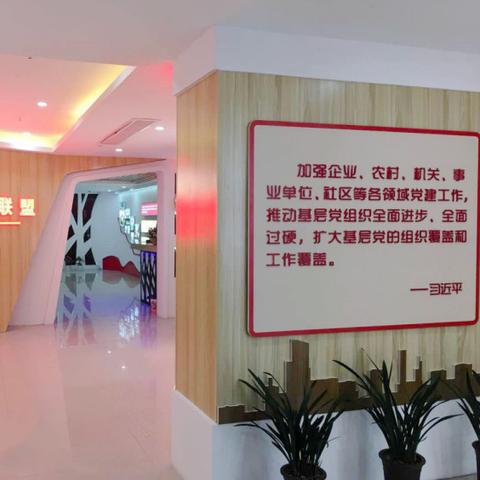 联盟
加强企业、农村、机关、事
业单位、社区等各领域党建工作，
推动基层党组织全面进步、全面
过硬，扩大基层党的组织覆盖和
工作覆盖。
——习近平